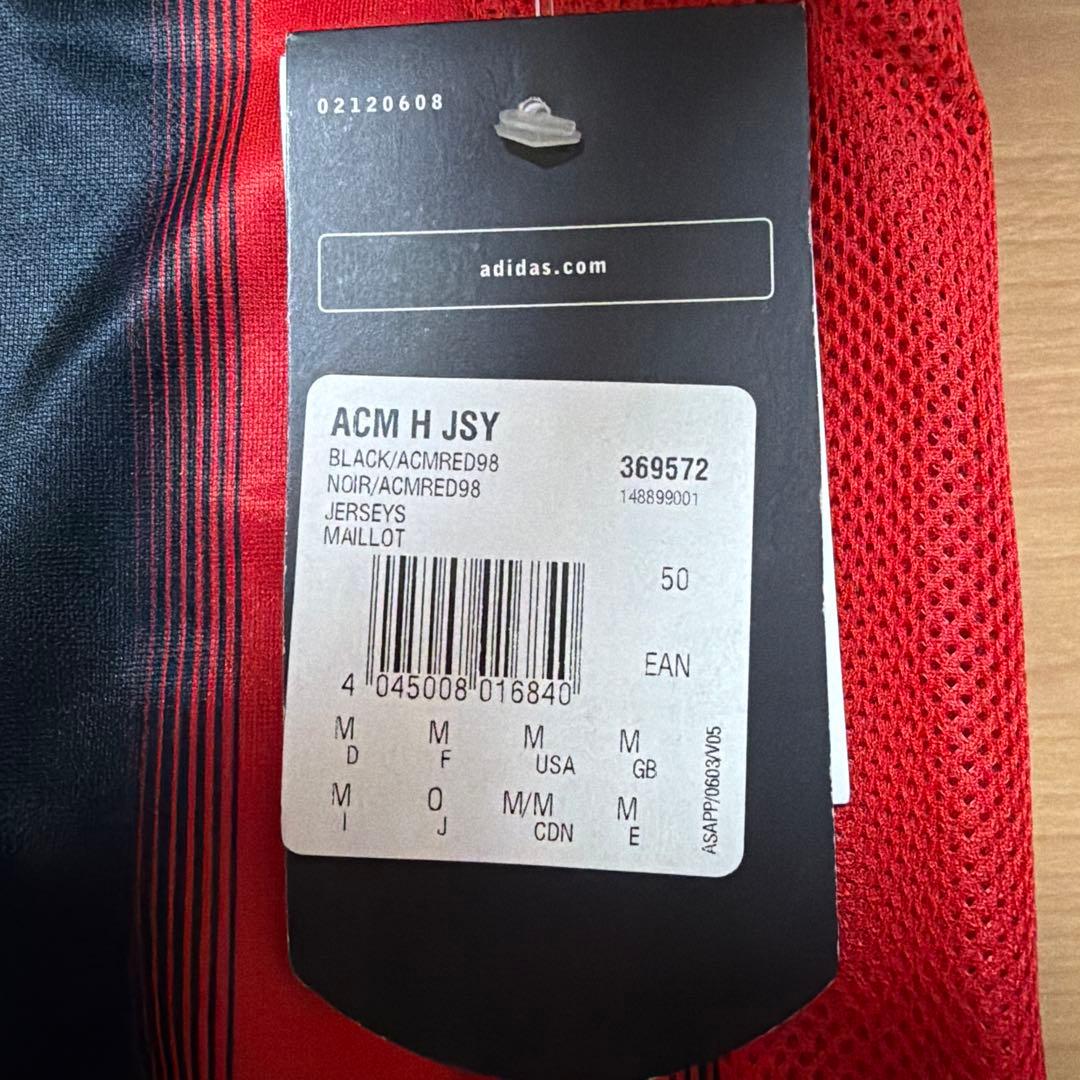 02120608
adidas.com
ACM H JSY
BLACK/ACMRED98
NOIR/ACMRED98
369572
148899001
JERSEYS
MAILLOT
50
EAN
4 045008 016840
M M M M
D F USA GB
M O M/M M
I J CDN E
ASAPP/0603/V05